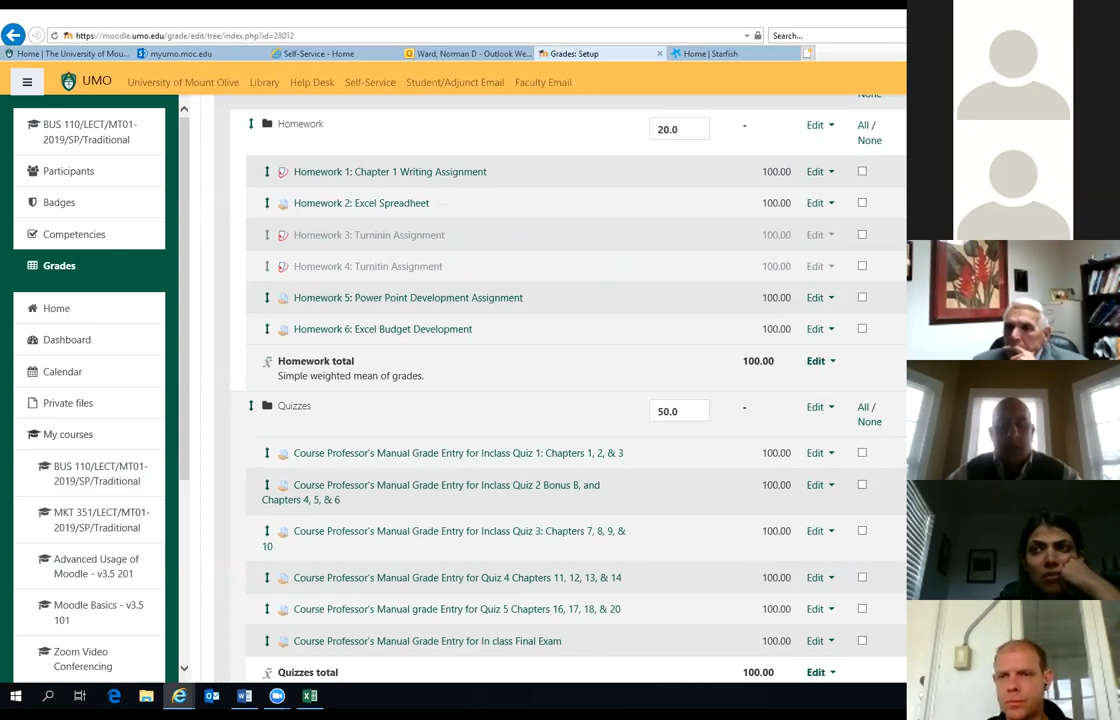 https://moodle.umo.edu/grade/edit/tree/index.php?id=28012
Search...
Home | The University of Mou...
myumo.moc.edu
Self-Service - Home
Ward, Norman D - Outlook We...
Grades: Setup
Home | Starfish
UMO
University of Mount Olive
Library
Help Desk
Self-Service
Student/Adjunct Email
Faculty Email
BUS 110/LECT/MT01-
2019/SP/Traditional
Participants
Badges
Competencies
Grades
Home
Dashboard
Calendar
Private files
My courses
BUS 110/LECT/MT01-
2019/SP/Traditional
MKT 351/LECT/MT01-
2019/SP/Traditional
Advanced Usage of
Moodle - v3.5 201
Moodle Basics - v3.5
101
Zoom Video
Conferencing
None
Homework 20.0 - Edit All /
None
Homework 1: Chapter 1 Writing Assignment 100.00 Edit
Homework 2: Excel Spreadheet 100.00 Edit
Homework 3: Turninin Assignment 100.00 Edit
Homework 4: Turnitin Assignment 100.00 Edit
Homework 5: Power Point Development Assignment 100.00 Edit
Homework 6: Excel Budget Development 100.00 Edit
Homework total 100.00 Edit
Simple weighted mean of grades.
Quizzes 50.0 - Edit All /
None
Course Professor's Manual Grade Entry for Inclass Quiz 1: Chapters 1, 2, & 3 100.00 Edit
Course Professor's Manual Grade Entry for Inclass Quiz 2 Bonus B, and 100.00 Edit
Chapters 4, 5, & 6
Course Professor's Manual Grade Entry for Inclass Quiz 3: Chapters 7, 8, 9, & 100.00 Edit
10
Course Professor's Manual Grade Entry for Quiz 4 Chapters 11, 12, 13, & 14 100.00 Edit
Course Professor's Manual grade Entry for Quiz 5 Chapters 16, 17, 18, & 20 100.00 Edit
Course Professor's Manual Grade Entry for In class Final Exam 100.00 Edit
Quizzes total 100.00 Edit